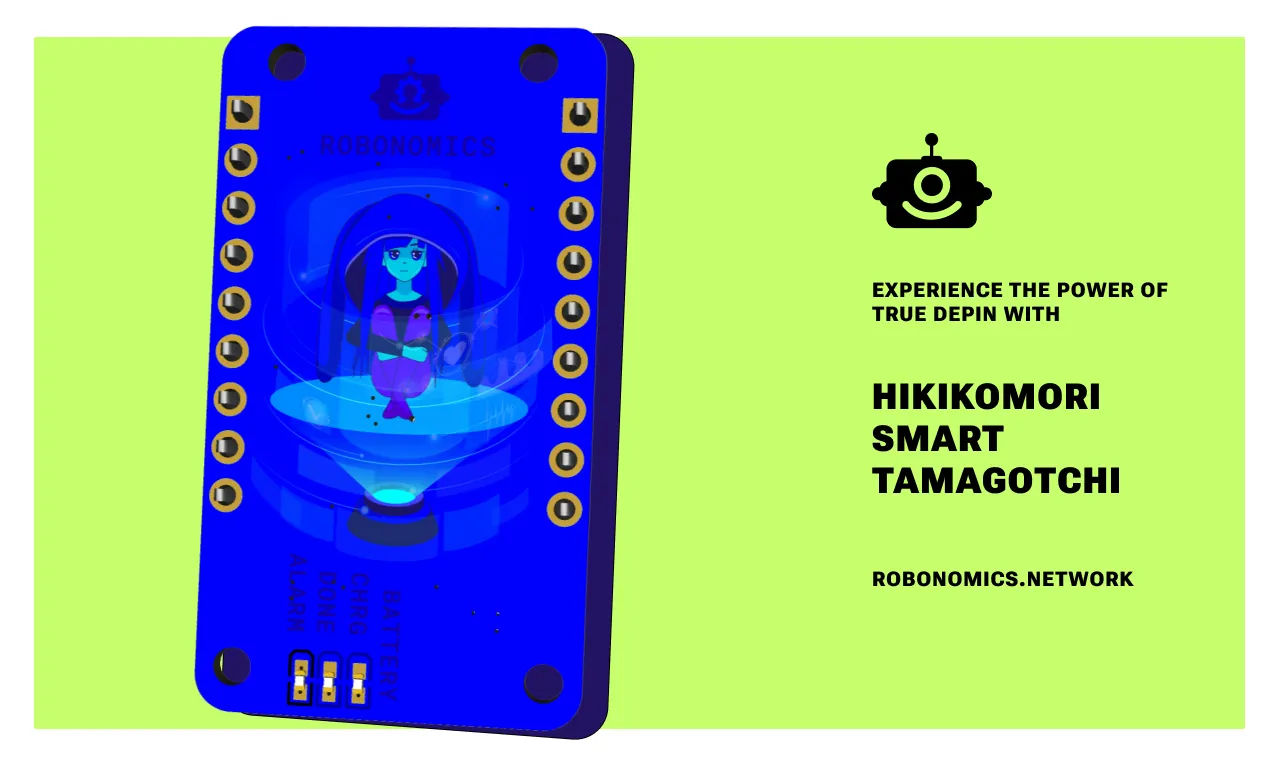 ROBONOMICS
ALARM
DONE
CHRG
BATTERY
EXPERIENCE THE POWER OF
TRUE DEPIN WITH
HIKIKOMORI
SMART
TAMAGOTCHI
ROBONOMICS.NETWORK